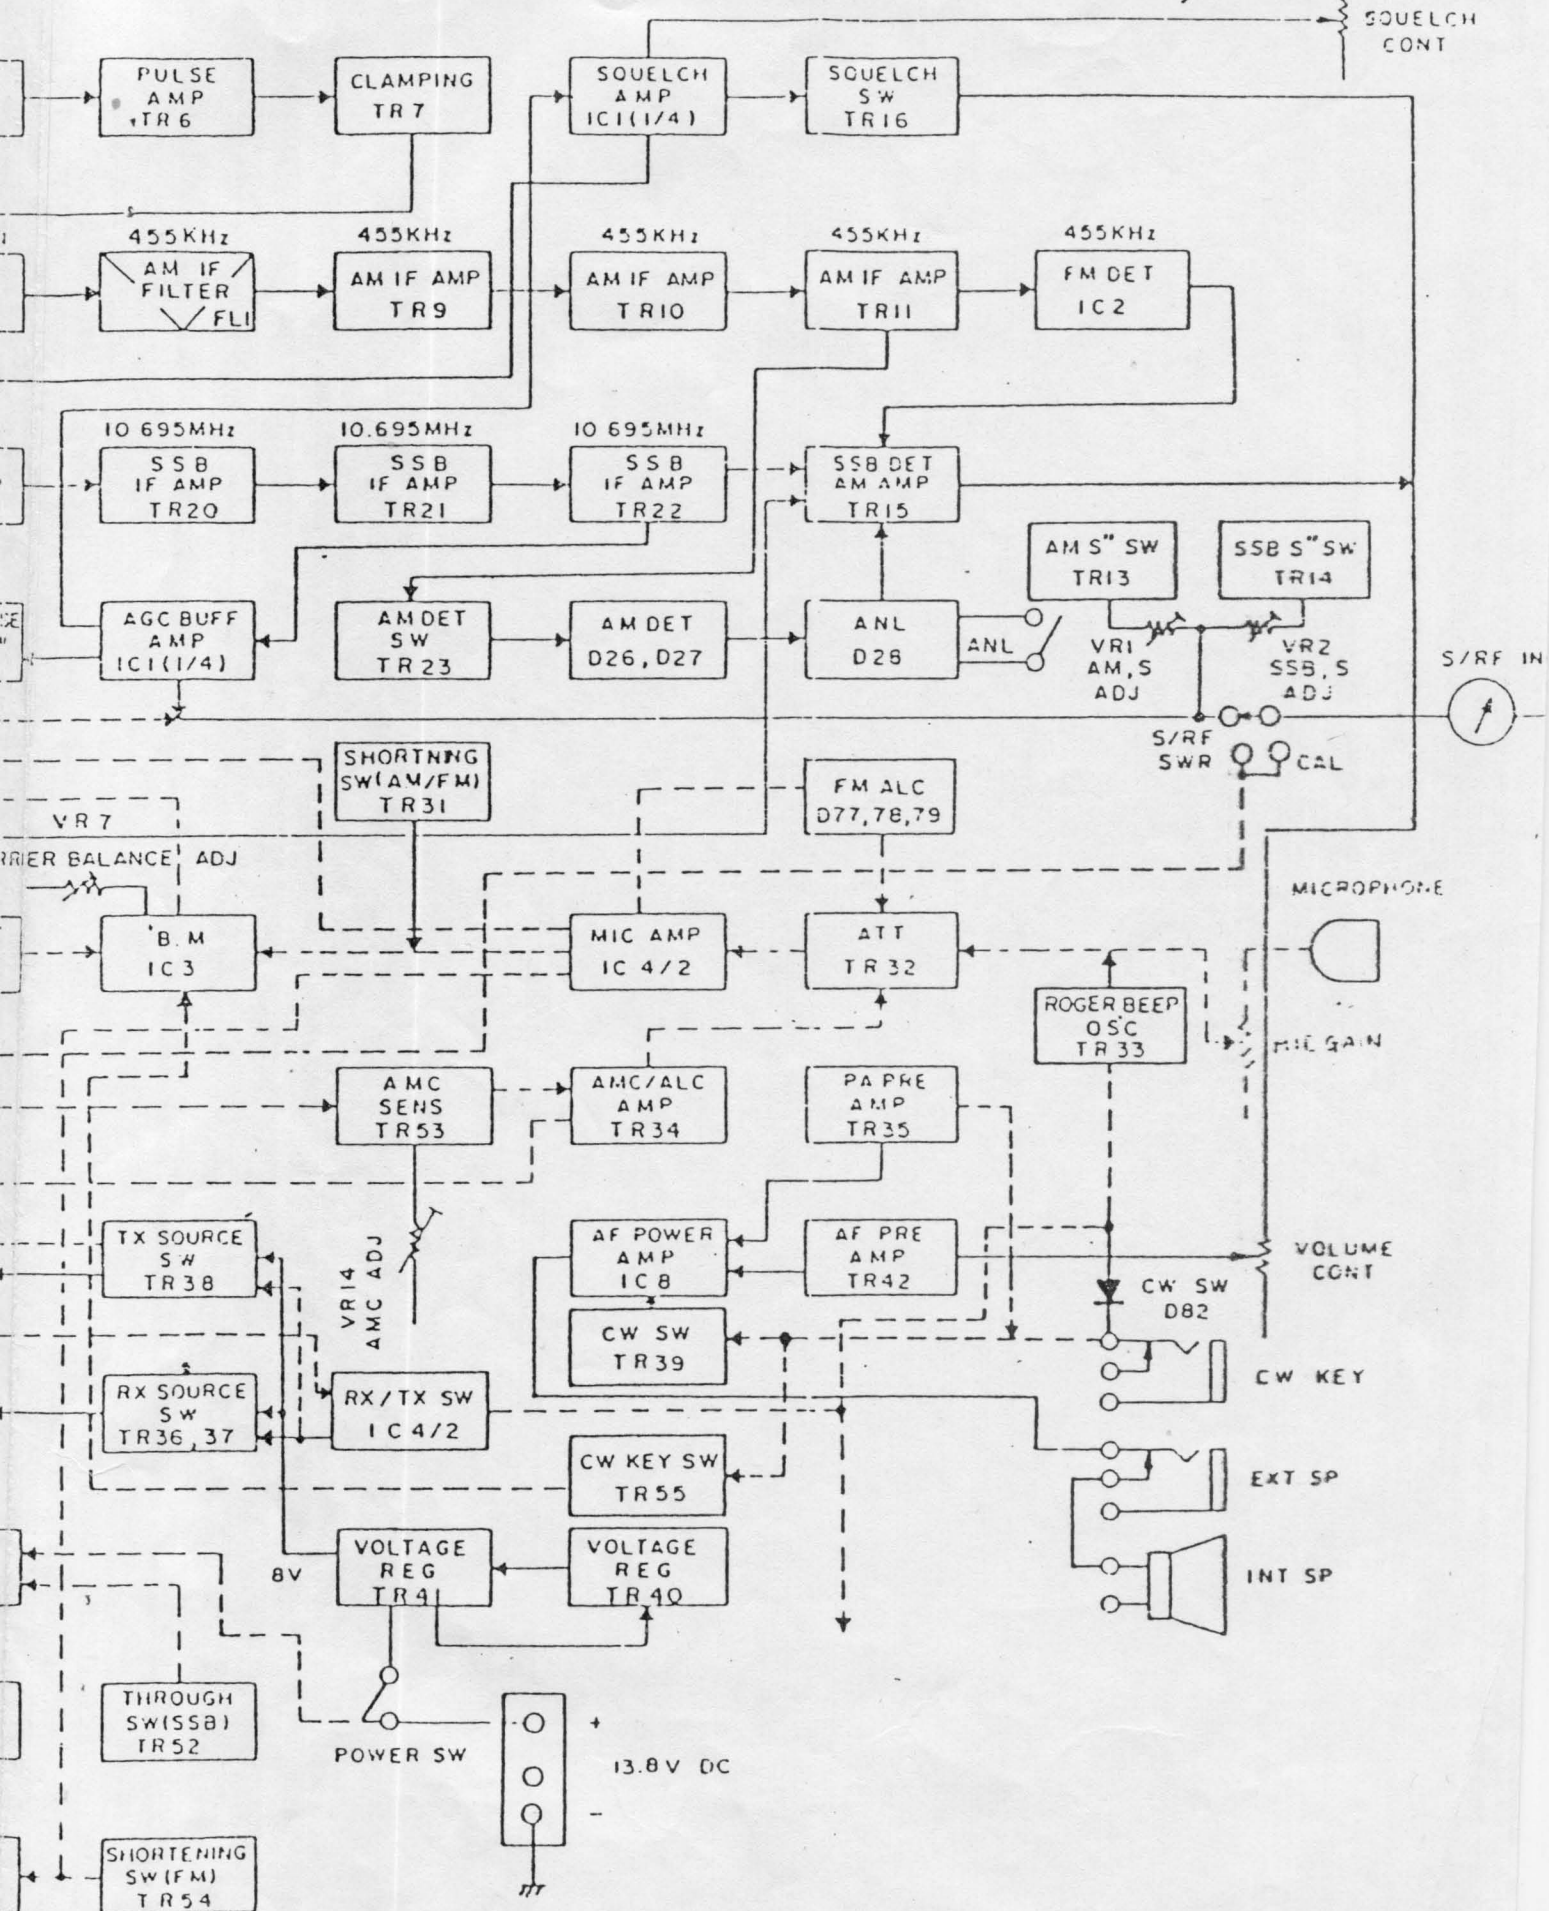 SQUELCH
CONT
PULSE
AMP
TR6
CLAMPING
TR7
SQUELCH
AMP
IC1(1/4)
SQUELCH
SW
TR16
455KHz
455KHz
455KHz
455KHz
455KHz
AM IF
FILTER
FL1
AM IF AMP
TR9
AM IF AMP
TR10
AM IF AMP
TR11
FM DET
IC2
10 695MHz
10.695MHz
10 695MHz
SSB
IF AMP
TR20
SSB
IF AMP
TR21
SSB
IF AMP
TR22
SSB DET
AM AMP
TR15
AM S" SW
TR13
SSB S" SW
TR14
AGC BUFF
AMP
IC1(1/4)
AM DET
SW
TR23
AM DET
D26,D27
ANL
D28
ANL
VR1
AM,S
ADJ
VR2
SSB,S
ADJ
S/RF IN
S/RF
SWR
CAL
SHORTNING
SW(AM/FM)
TR31
FM ALC
D77,78,79
VR7
RRIER BALANCE ADJ
MICROPHONE
B.M
IC3
MIC AMP
IC 4/2
ATT
TR32
ROGER BEEP
OSC
TR33
MIC GAIN
AMC
SENS
TR53
AMC/ALC
AMP
TR34
PA PRE
AMP
TR35
TX SOURCE
SW
TR38
VR14
AMC ADJ
AF POWER
AMP
IC8
AF PRE
AMP
TR42
VOLUME
CONT
CW SW
D82
CW SW
TR39
CW KEY
RX SOURCE
SW
TR36,37
RX/TX SW
IC4/2
CW KEY SW
TR55
EXT SP
8V
VOLTAGE
REG
TR41
VOLTAGE
REG
TR40
INT SP
THROUGH
SW(SSB)
TR52
POWER SW
+
13.8V DC
-
SHORTENING
SW(FM)
TR54